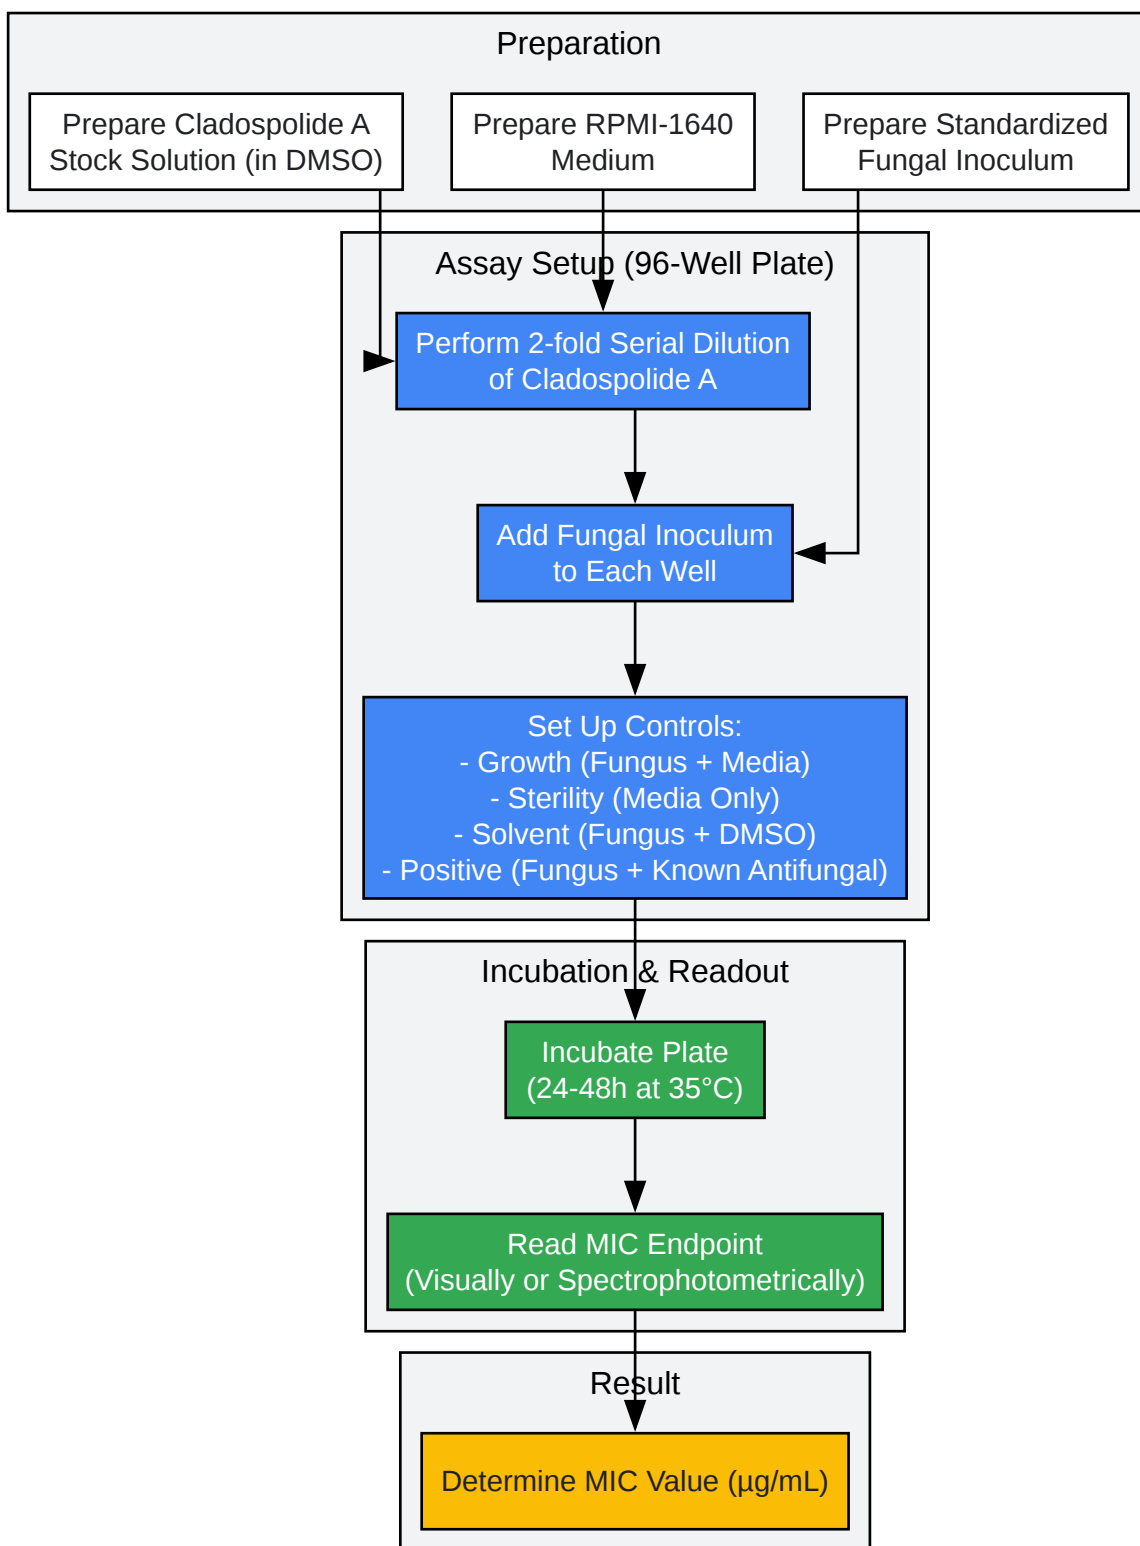 Preparation
Prepare Cladospolide A
Stock Solution (in DMSO)
Prepare RPMI-1640
Medium
Prepare Standardized
Fungal Inoculum
Assay Setup (96-Well Plate)
Perform 2-fold Serial Dilution
of Cladospolide A
Add Fungal Inoculum
to Each Well
Set Up Controls:
- Growth (Fungus + Media)
- Sterility (Media Only)
- Solvent (Fungus + DMSO)
- Positive (Fungus + Known Antifungal)
Incubation & Readout
Incubate Plate
(24-48h at 35°C)
Read MIC Endpoint
(Visually or Spectrophotometrically)
Result
Determine MIC Value (µg/mL)